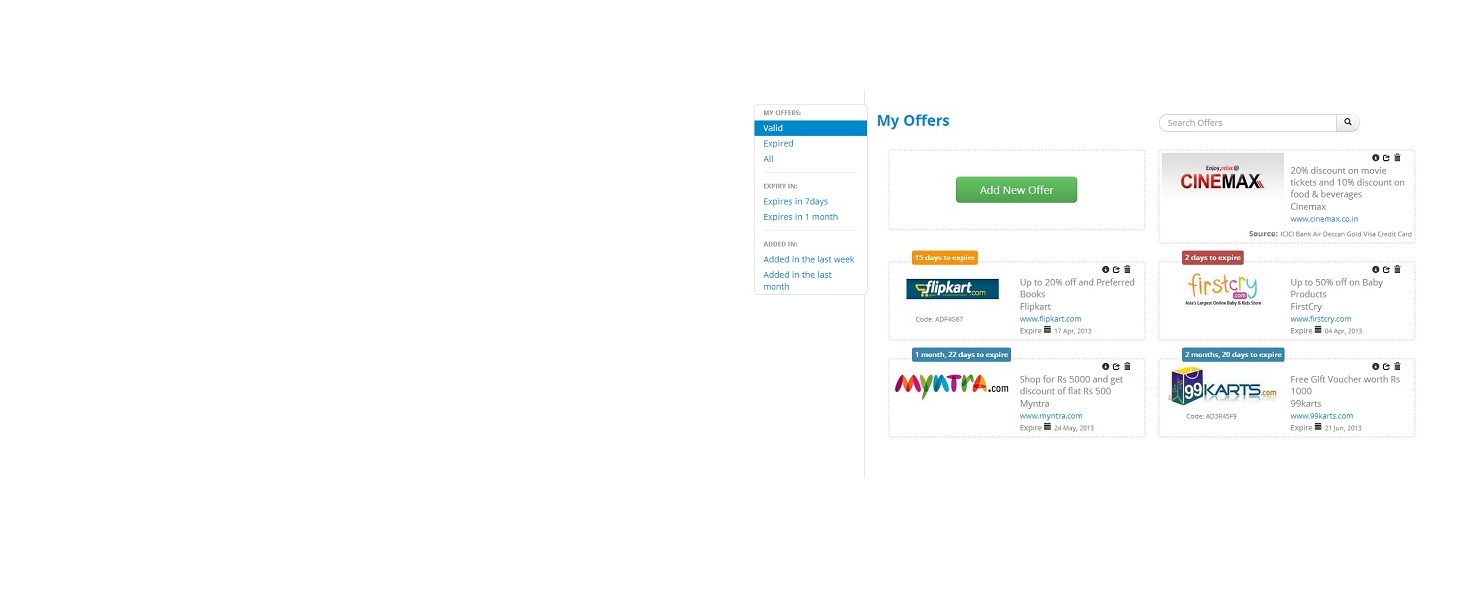 MY OFFERS:
Valid
Expired
All
EXPIRY IN:
Expires in 7days
Expires in 1 month
ADDED IN:
Added in the last week
Added in the last
month
My Offers
Search Offers
Add New Offer
Enjoy,relax@
CINEMAX
20% discount on movie
tickets and 10% discount on
food & beverages
Cinemax
www.cinemax.co.in
Source: ICICI Bank Air Deccan Gold Visa Credit Card
15 days to expire
flipkart.com
Code: ADF4G67
Up to 20% off and Preferred
Books
Flipkart
www.flipkart.com
Expire 17 Apr, 2013
2 days to expire
firstcry
.com
Asia's Largest Online Baby & Kids Store
Up to 50% off on Baby
Products
FirstCry
www.firstcry.com
Expire 04 Apr, 2013
1 month, 22 days to expire
myntra.com
Shop for Rs 5000 and get
discount of flat Rs 500
Myntra
www.myntra.com
Expire 24 May, 2013
2 months, 20 days to expire
99KARTS.com
Code: AD3R45F9
Free Gift Voucher worth Rs
1000
99karts
www.99karts.com
Expire 21 Jun, 2013